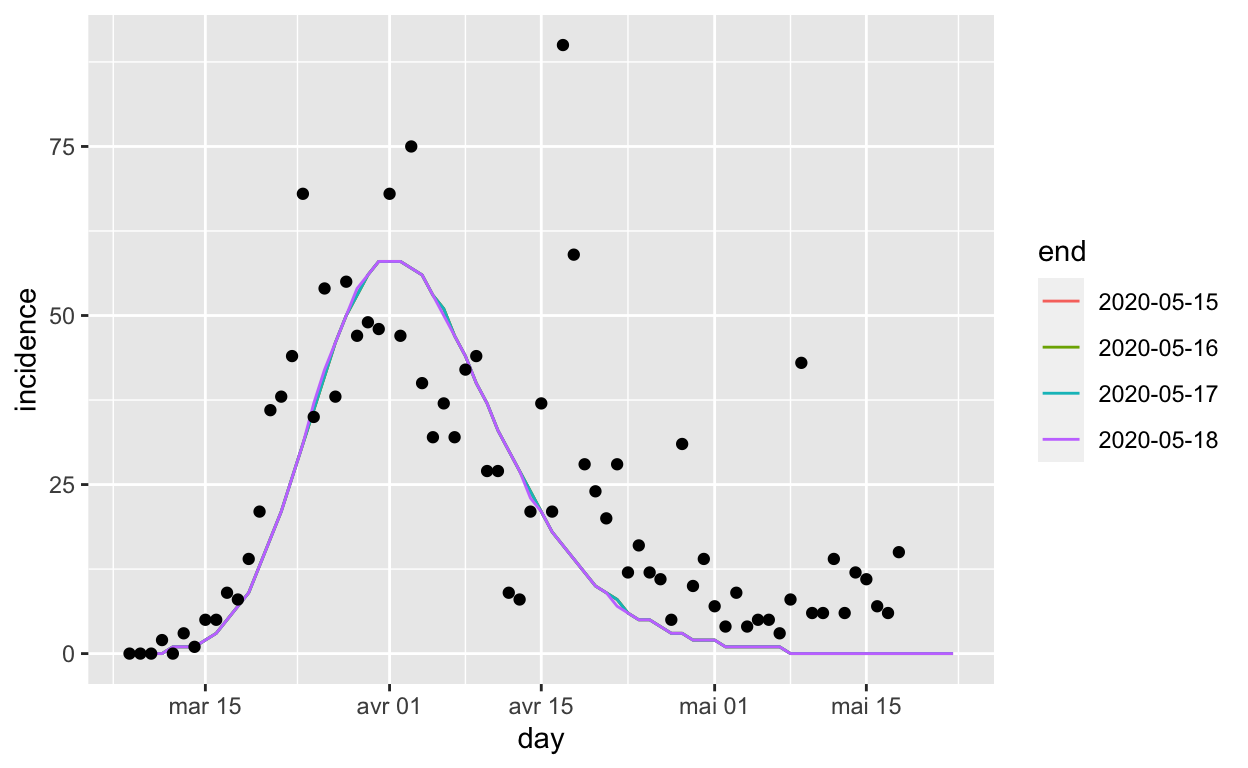 75
50
25
0
incidence
mar 15
avr 01
avr 15
mai 01
mai 15
day
end
2020-05-15
2020-05-16
2020-05-17
2020-05-18